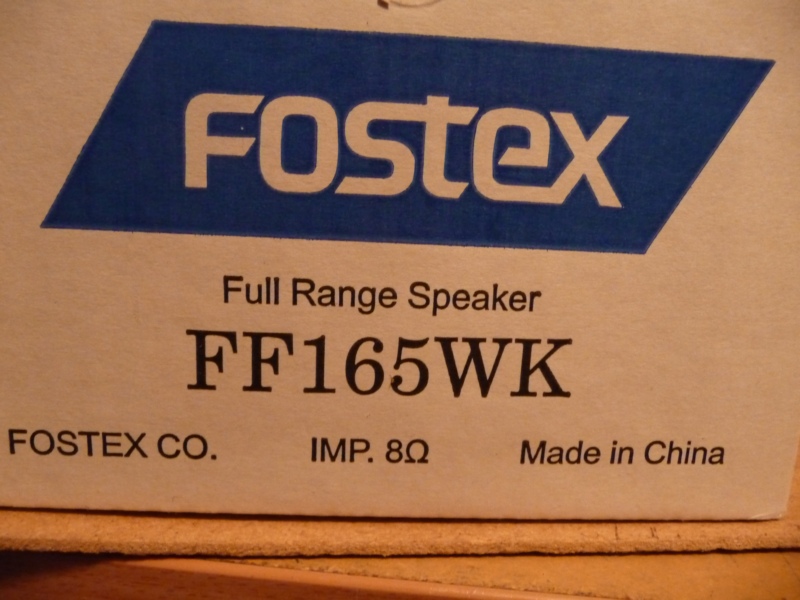 FOSTEX
Full Range Speaker
FF165WK
FOSTEX CO. IMP. 8Ω Made in China